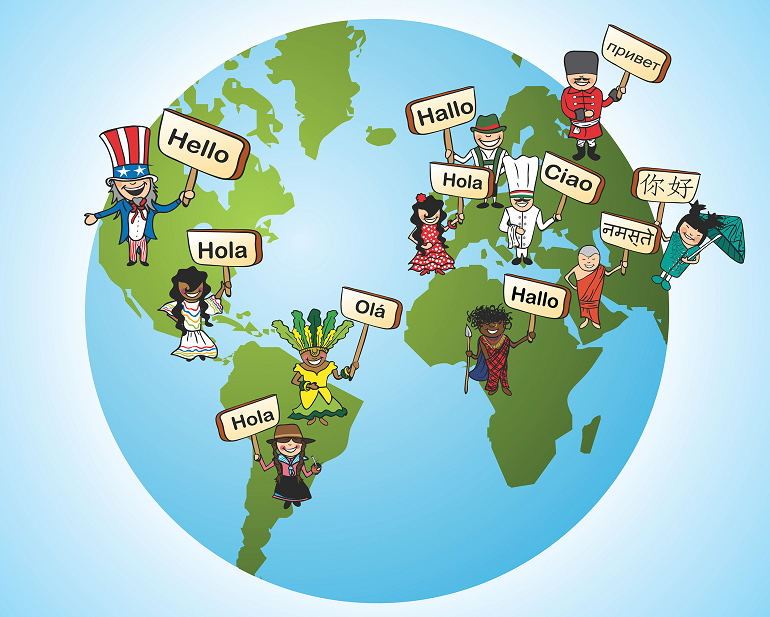 привет
Hallo
Hello
Hola
Ciao
你好
नमस्ते
Hola
Hallo
Olá
Hola